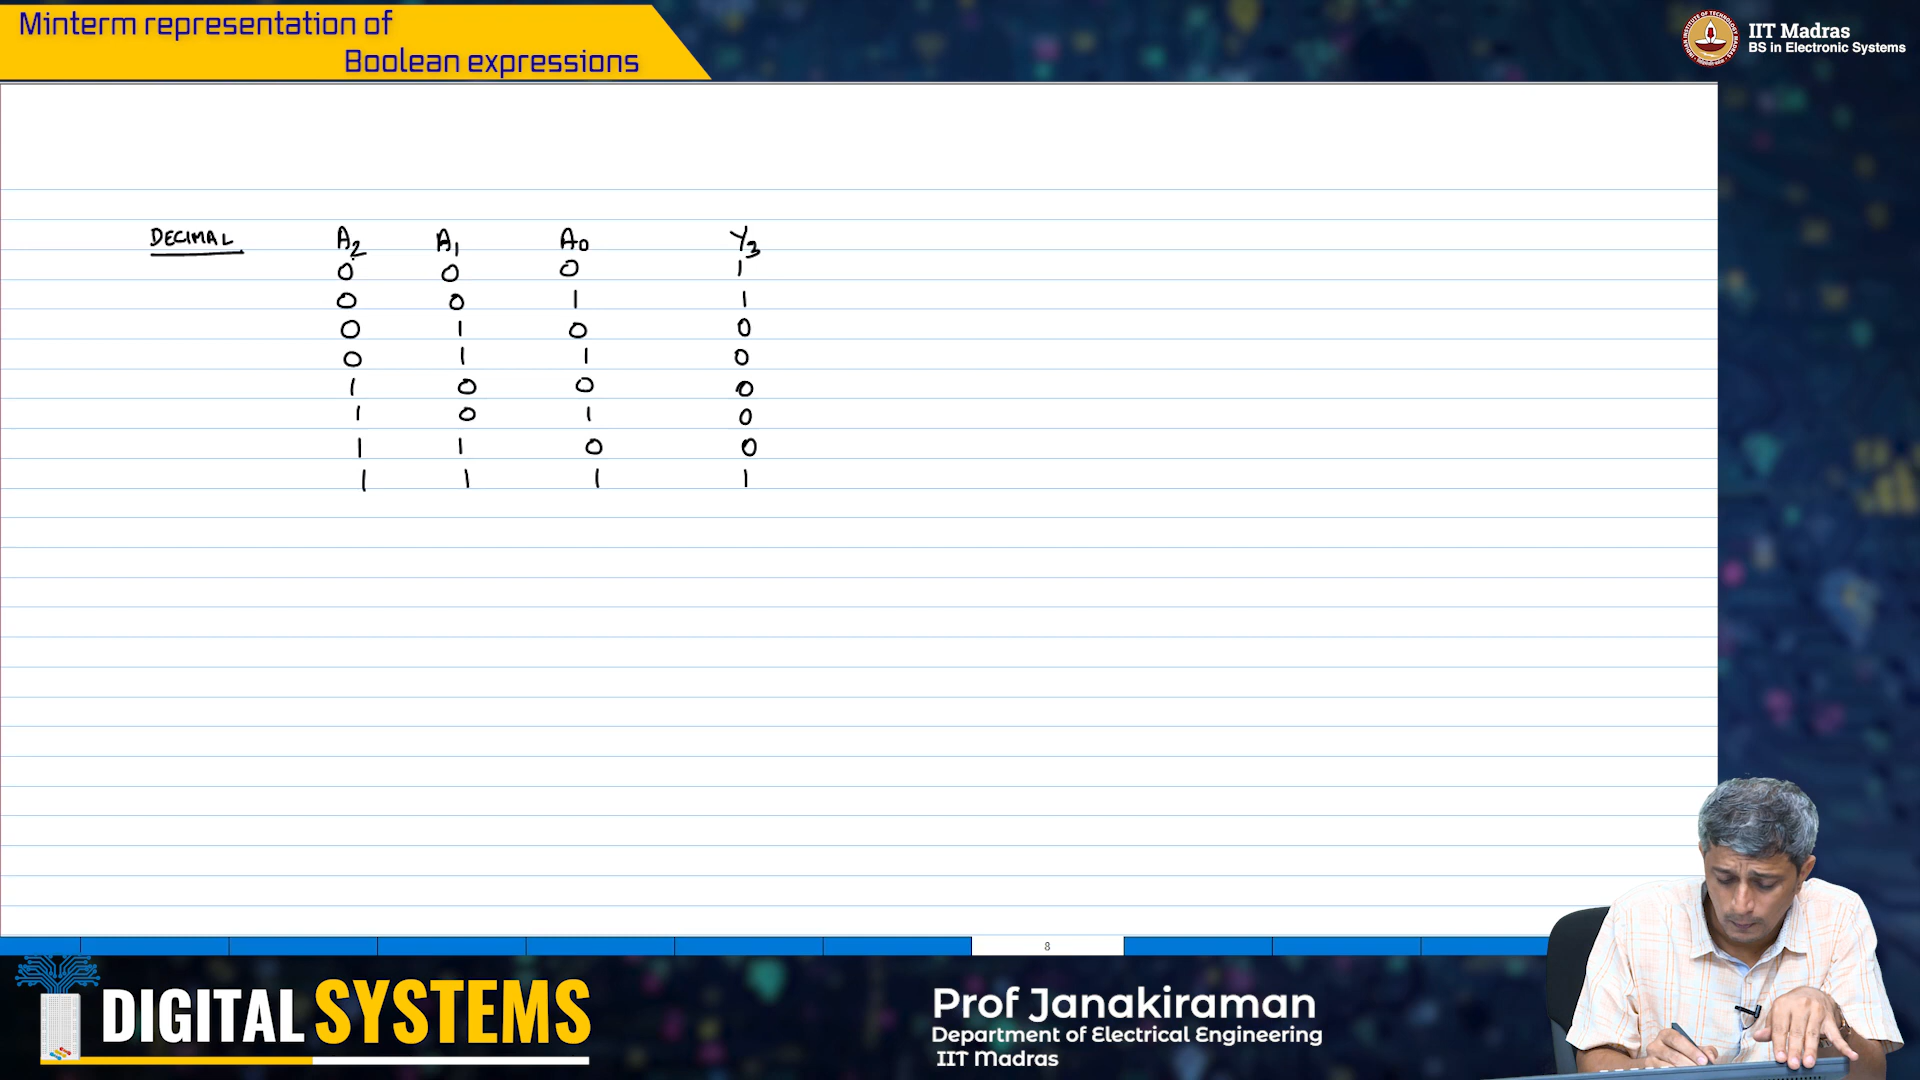 Minterm representation of
Boolean expressions
IIT Madras
BS in Electronic Systems
DECIMAL A2 A1 A0 Y3
0 0 0 1
0 0 1 1
0 1 0 0
0 1 1 0
1 0 0 0
1 0 1 0
1 1 0 0
1 1 1 1
8
DIGITAL SYSTEMS
Prof Janakiraman
Department of Electrical Engineering
IIT Madras